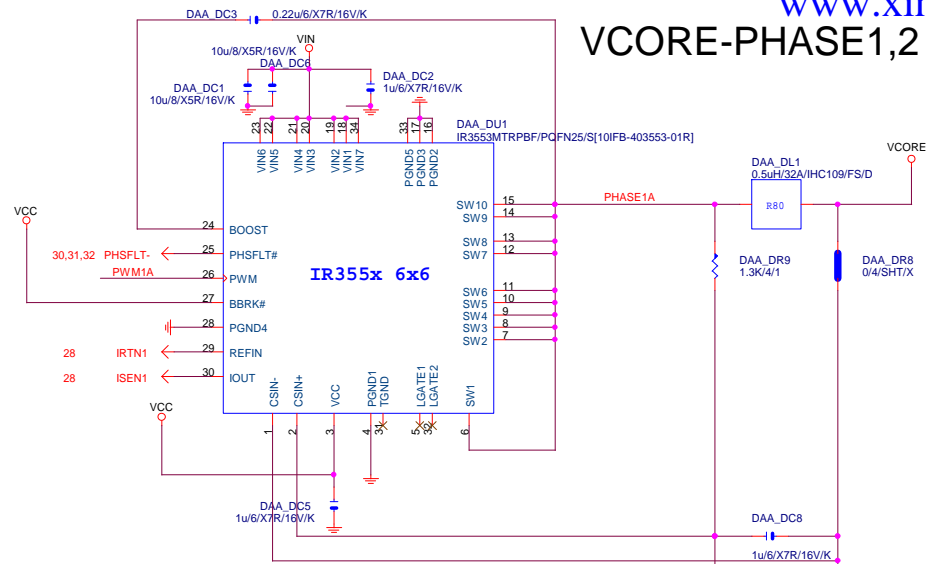 www.xin
VCORE-PHASE1,2
DAA_DC3 0.22u/6/X7R/16V/K
VIN
10u/8/X5R/16V/K
DAA_DC6
DAA_DC1
10u/8/X5R/16V/K
DAA_DC2
1u/6/X7R/16V/K
DAA_DU1
IR3553MTRPBF/PQFN25/S[10IFB-403553-01R]
23 22 21 20 19 18 34 33 17 16
VIN6 VIN5 VIN4 VIN3 VIN2 VIN1 VIN7 PGND5 PGND3 PGND2
VCORE
DAA_DL1
0.5uH/32A/IHC109/FS/D
R80
PHASE1A
VCC
24 BOOST
30,31,32 PHSFLT- 25 PHSFLT#
PWM1A 26 PWM
27 BBRK#
28 PGND4
28 IRTN1 29 REFIN
28 ISEN1 30 IOUT
IR355x 6x6
SW10 15
SW9 14
SW8 13
SW7 12
SW6 11
SW5 10
SW4 9
SW3 8
SW2 7
DAA_DR9
1.3K/4/1
DAA_DR8
0/4/SHT/X
CSIN- CSIN+ VCC PGND1 TGND LGATE1 LGATE2 SW1
1 2 3 4 31 5 32 6
VCC
DAA_DC5
1u/6/X7R/16V/K
DAA_DC8
1u/6/X7R/16V/K